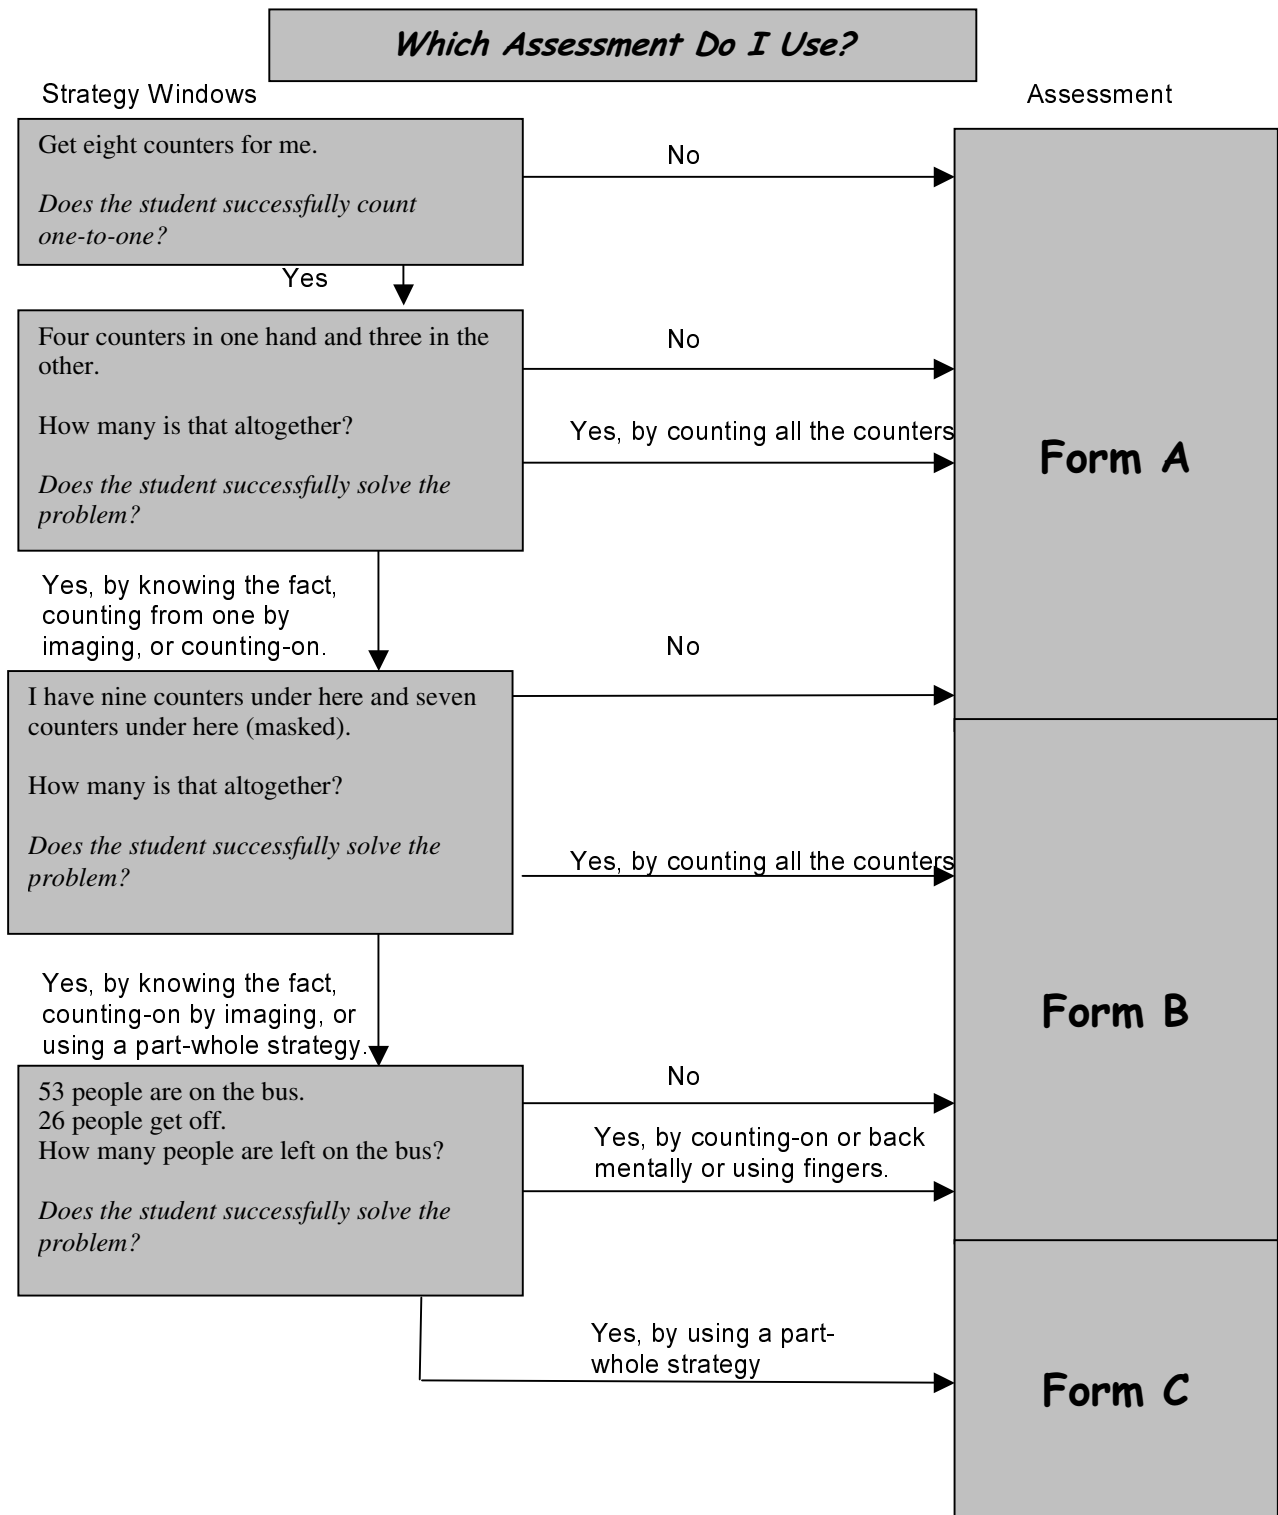 Which Assessment Do I Use?
Strategy Windows
Assessment
Get eight counters for me.
Does the student successfully count
one-to-one?
No
Yes
Four counters in one hand and three in the
other.
How many is that altogether?
Does the student successfully solve the
problem?
No
Yes, by counting all the counters
Form A
Yes, by knowing the fact,
counting from one by
imaging, or counting-on.
No
I have nine counters under here and seven
counters under here (masked).
How many is that altogether?
Does the student successfully solve the
problem?
Yes, by counting all the counters
Yes, by knowing the fact,
counting-on by imaging, or
using a part-whole strategy.
Form B
53 people are on the bus.
26 people get off.
How many people are left on the bus?
Does the student successfully solve the
problem?
No
Yes, by counting-on or back
mentally or using fingers.
Yes, by using a part-
whole strategy
Form C